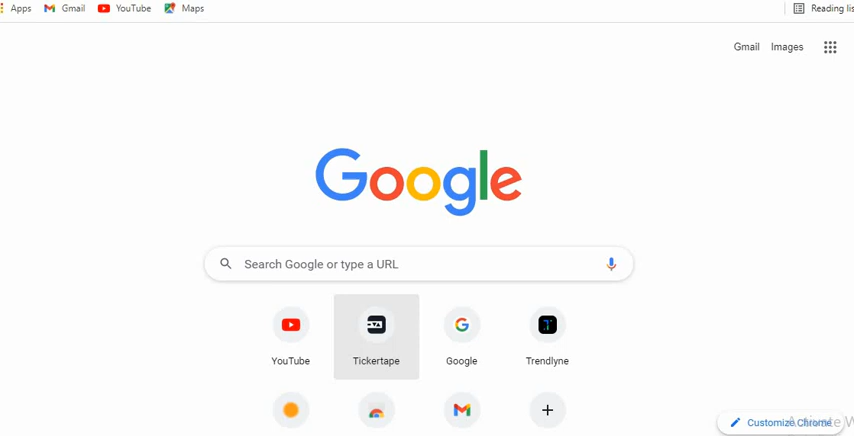 Apps Gmail YouTube Maps Reading lis
Gmail Images
Google
Search Google or type a URL
YouTube Tickertape Google Trendlyne
Customize Chrome
Activate W